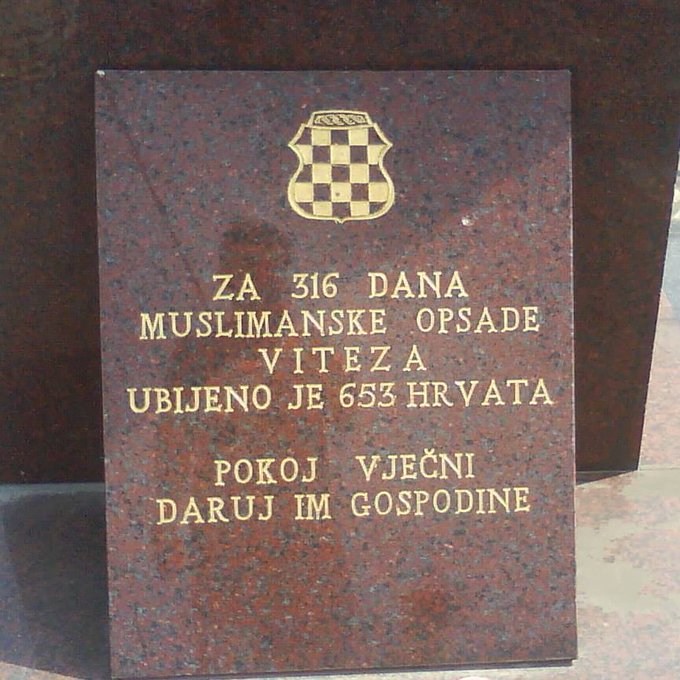 ZA 316 DANA
MUSLIMANSKE OPSADE
VITEZA
UBIJENO JE 653 HRVATA
POKOJ VJEČNI
DARUJ IM GOSPODINE